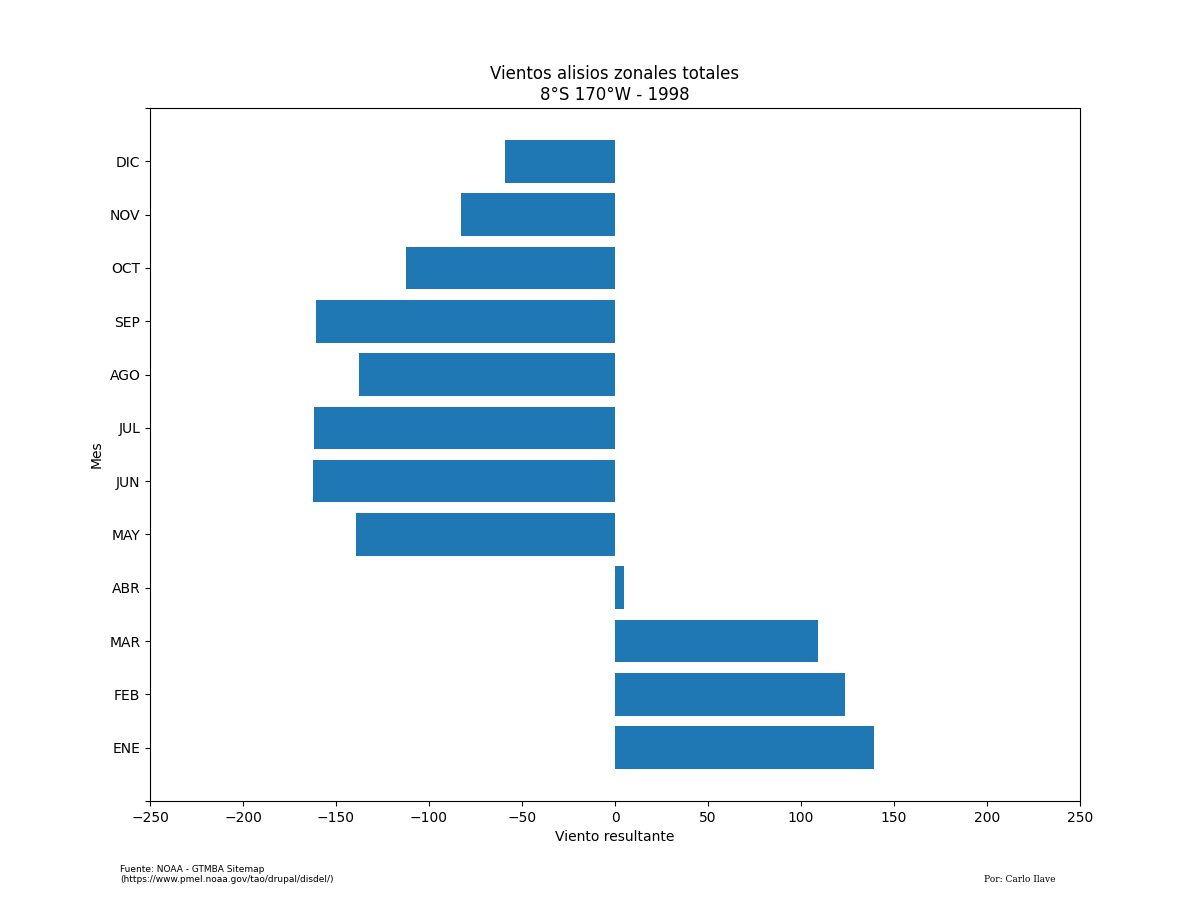 Vientos alisios zonales totales
8°S 170°W - 1998
DIC
NOV
OCT
SEP
AGO
JUL
JUN
MAY
ABR
MAR
FEB
ENE
Mes
−250 −200 −150 −100 −50 0 50 100 150 200 250
Viento resultante
Fuente: NOAA - GTMBA Sitemap
(https://www.pmel.noaa.gov/tao/drupal/disdel/)
Por: Carlo Ilave